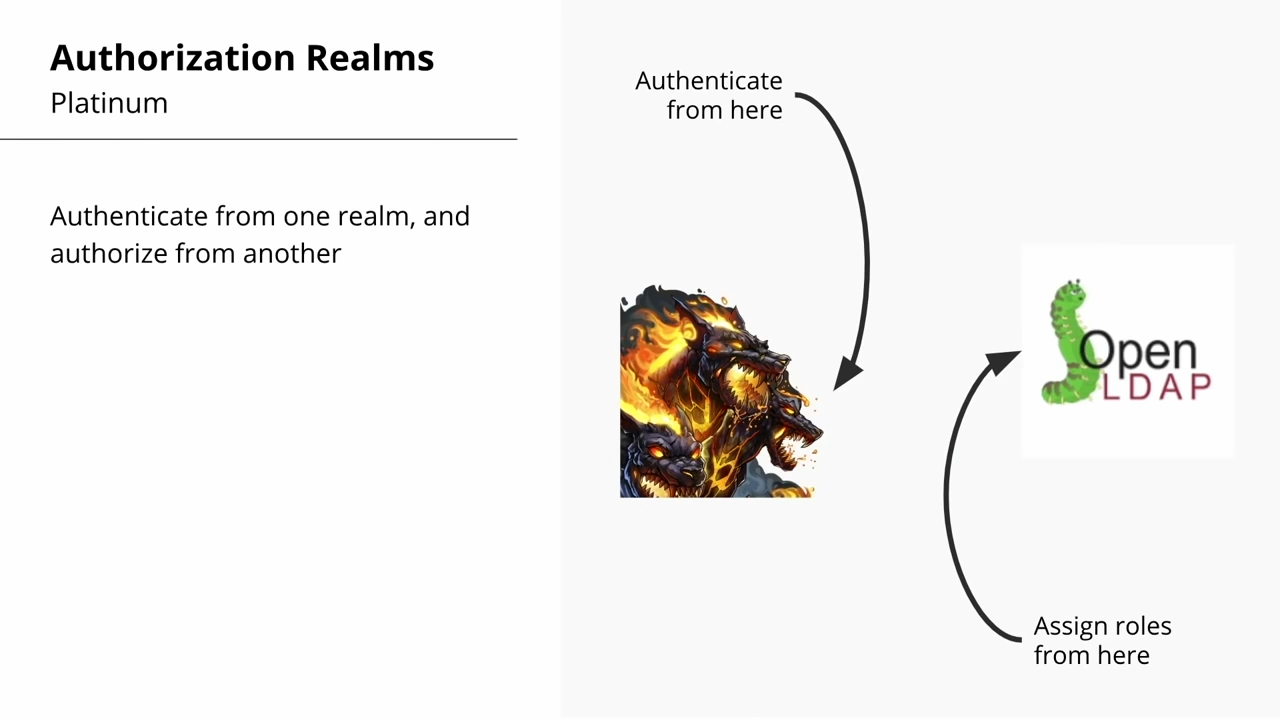 Authorization Realms
Platinum
Authenticate from one realm, and
authorize from another
Authenticate
from here
Open
LDAP
Assign roles
from here